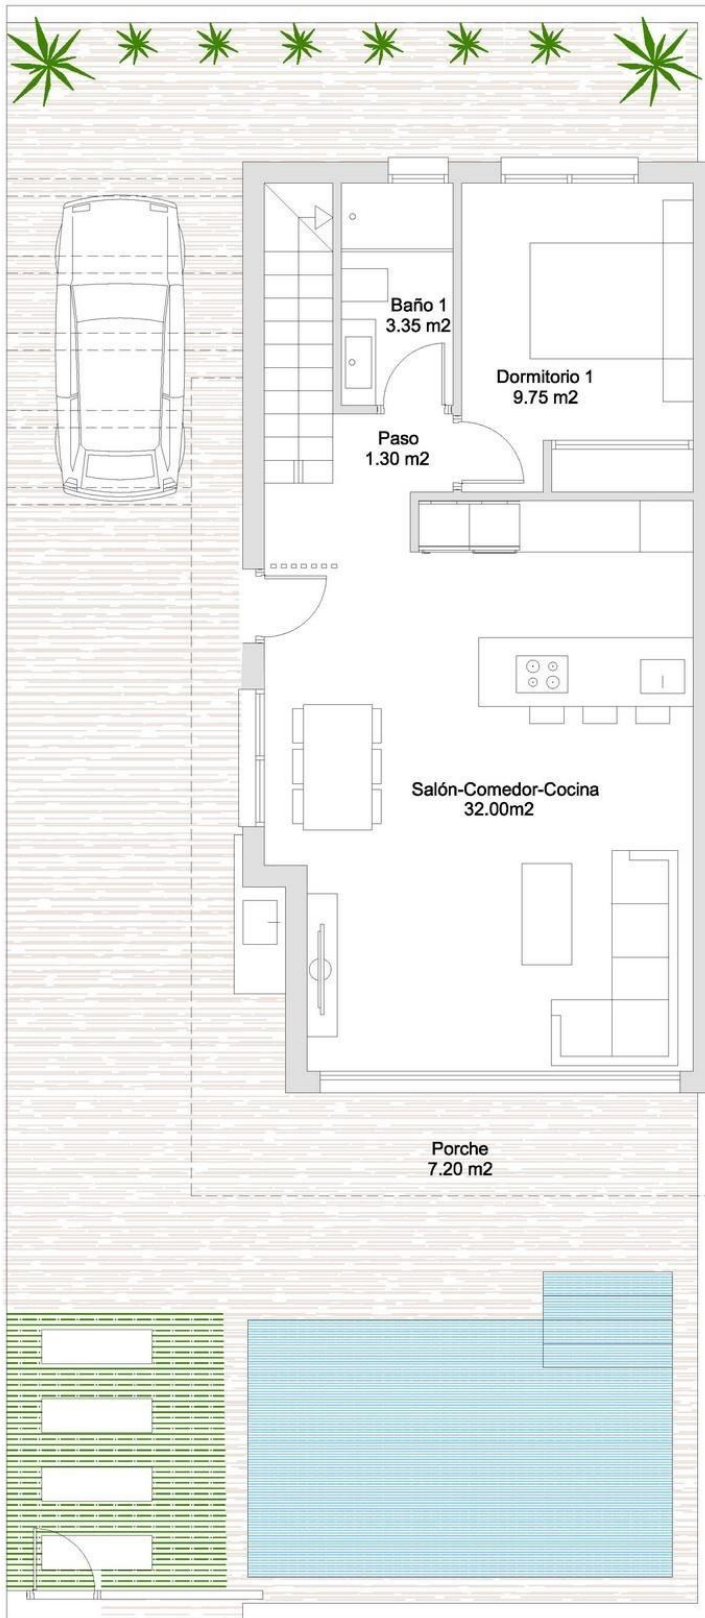 Baño 1
3.35 m2
Dormitorio 1
9.75 m2
Paso
1.30 m2
Salón-Comedor-Cocina
32.00m2
Porche
7.20 m2